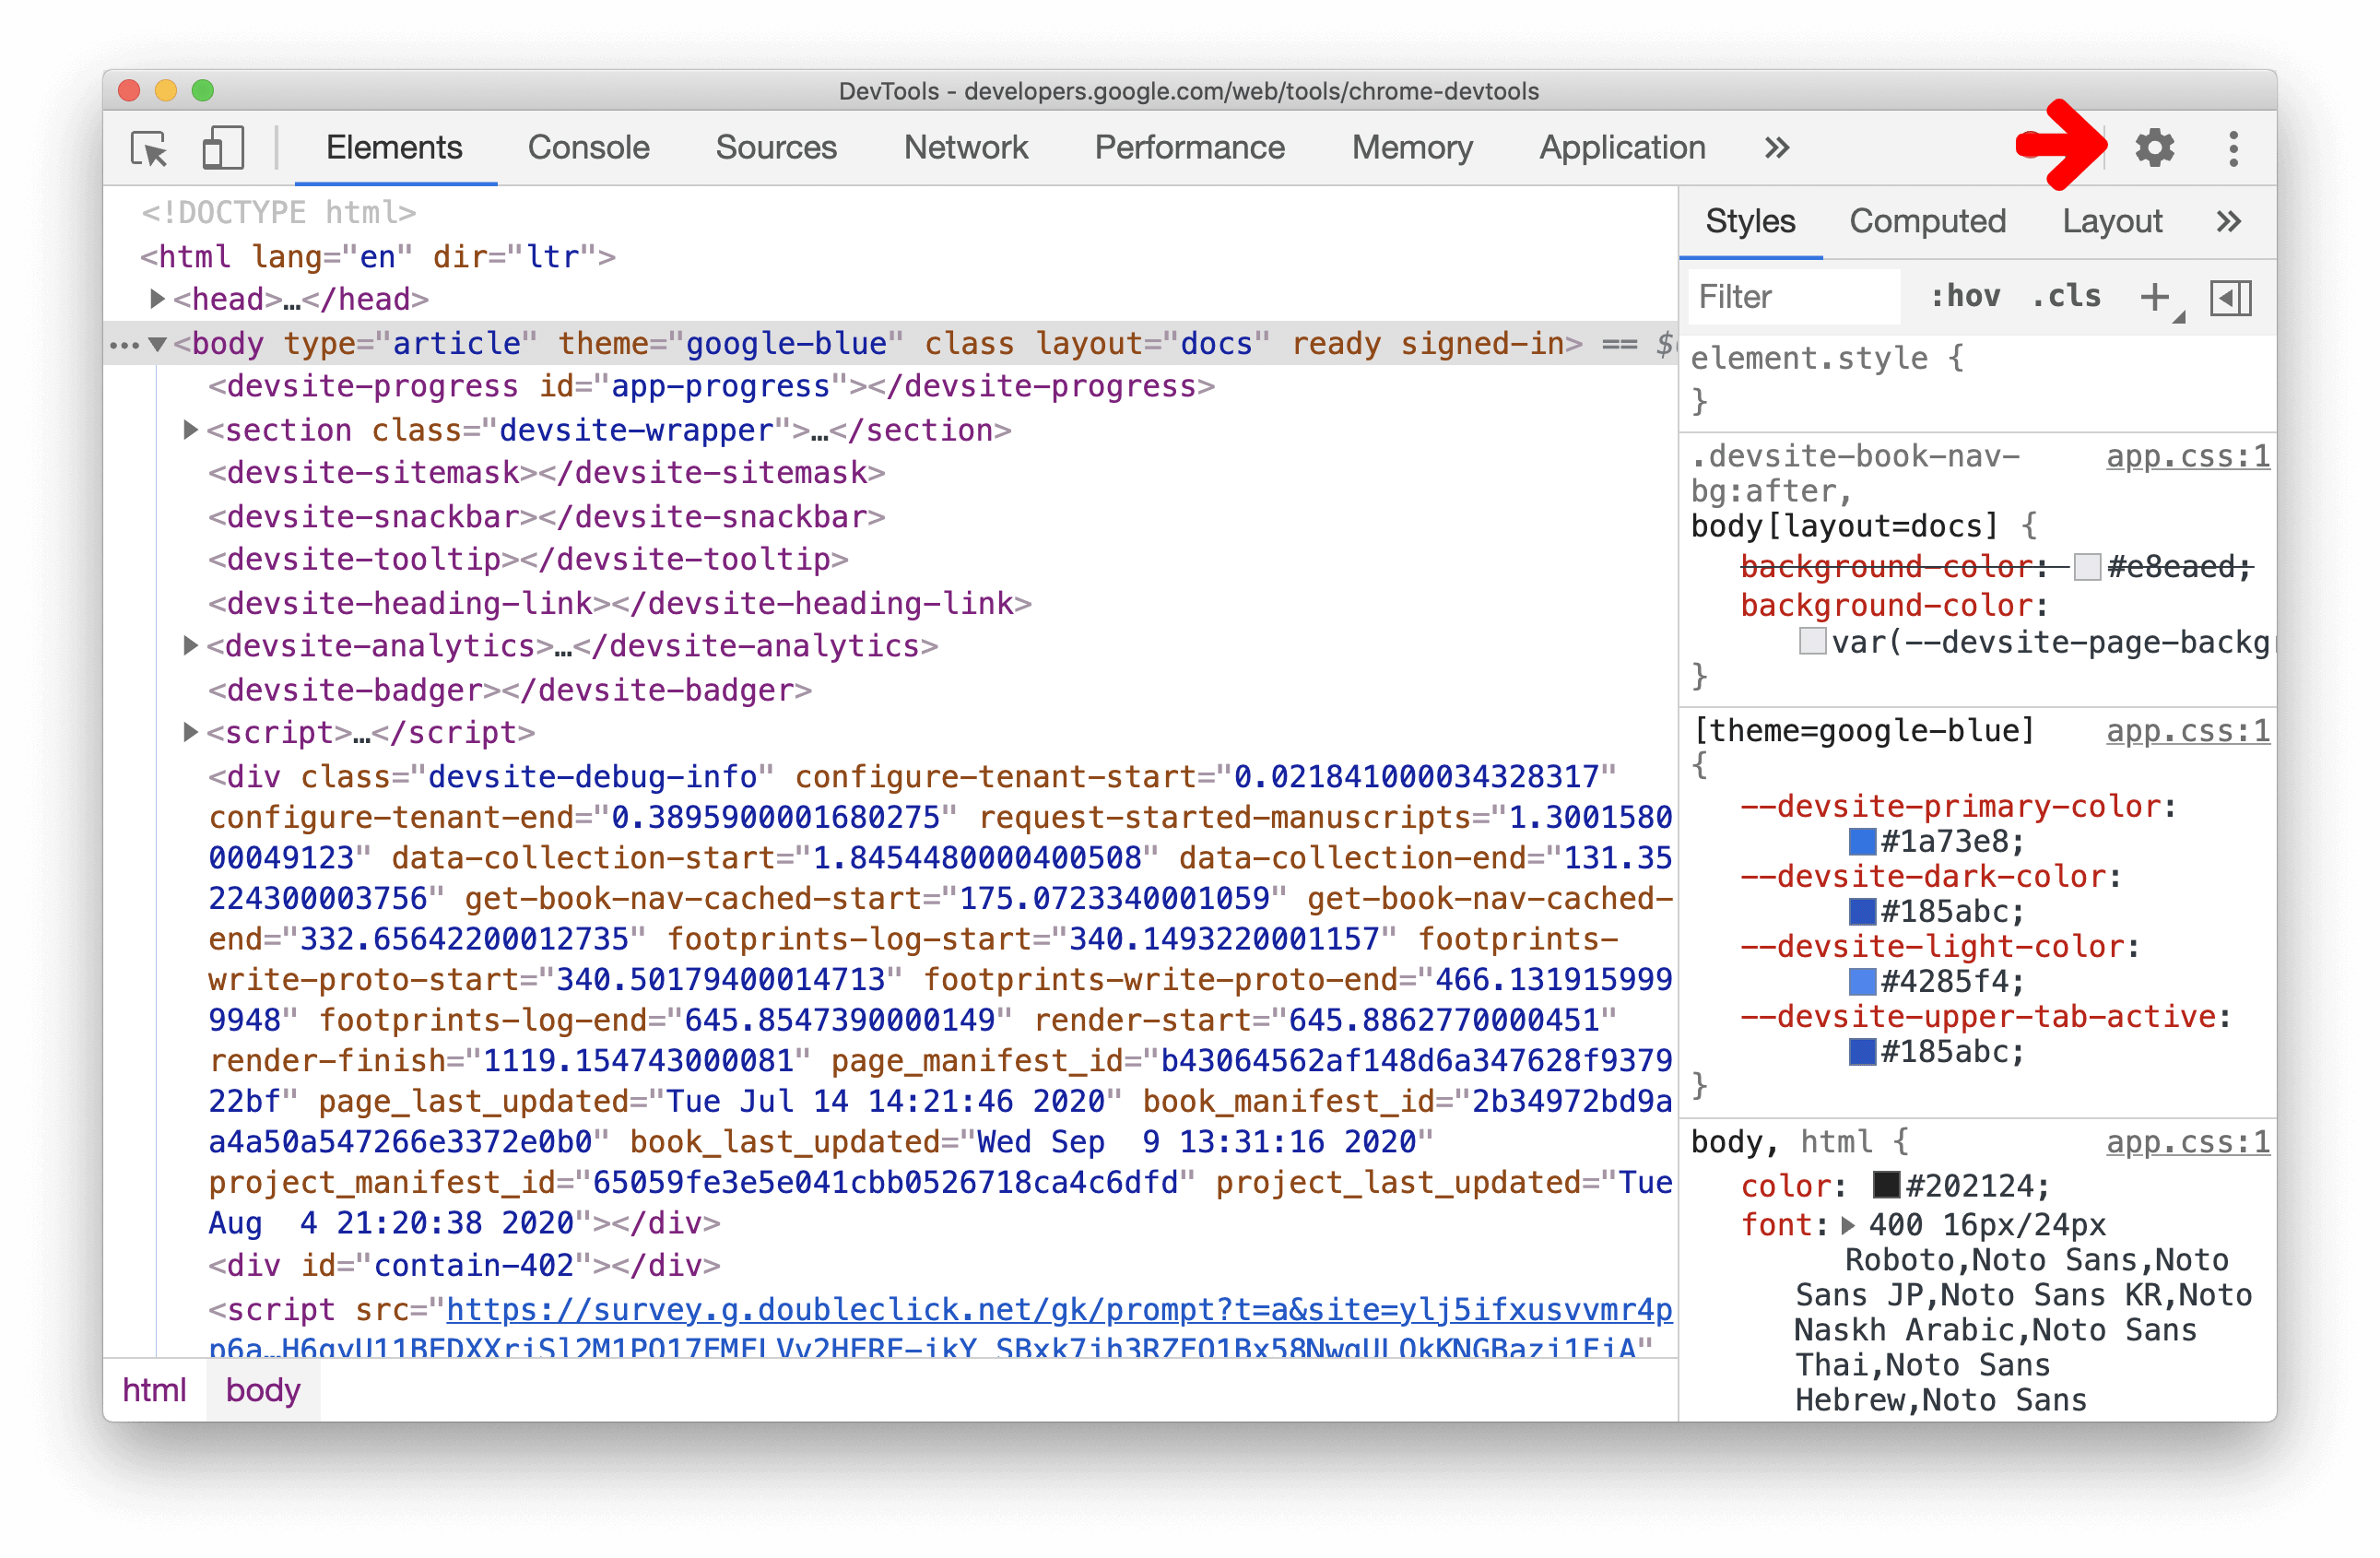 DevTools - developers.google.com/web/tools/chrome-devtools
Elements Console Sources Network Performance Memory Application »
<!DOCTYPE html>
<html lang="en" dir="ltr">
<head>…</head>
<body type="article" theme="google-blue" class layout="docs" ready signed-in> ==
<devsite-progress id="app-progress"></devsite-progress>
<section class="devsite-wrapper">…</section>
<devsite-sitemask></devsite-sitemask>
<devsite-snackbar></devsite-snackbar>
<devsite-tooltip></devsite-tooltip>
<devsite-heading-link></devsite-heading-link>
<devsite-analytics>…</devsite-analytics>
<devsite-badger></devsite-badger>
<script>…</script>
<div class="devsite-debug-info" configure-tenant-start="0.021841000034328317"
configure-tenant-end="0.3895900001680275" request-started-manuscripts="1.3001580
00049123" data-collection-start="1.8454480000400508" data-collection-end="131.35
224300003756" get-book-nav-cached-start="175.0723340001059" get-book-nav-cached-
end="332.65642200012735" footprints-log-start="340.1493220001157" footprints-
write-proto-start="340.50179400014713" footprints-write-proto-end="466.131915999
9948" footprints-log-end="645.8547390000149" render-start="645.8862770000451"
render-finish="1119.154743000081" page_manifest_id="b43064562af148d6a347628f9379
22bf" page_last_updated="Tue Jul 14 14:21:46 2020" book_manifest_id="2b34972bd9a
a4a50a547266e3372e0b0" book_last_updated="Wed Sep  9 13:31:16 2020"
project_manifest_id="65059fe3e5e041cbb0526718ca4c6dfd" project_last_updated="Tue
Aug  4 21:20:38 2020"></div>
<div id="contain-402"></div>
<script src="https://survey.g.doubleclick.net/gk/prompt?t=a&site=ylj5ifxusvvmr4p
html body
Styles Computed Layout »
Filter :hov .cls +
element.style {
}
.devsite-book-nav- app.css:1
bg:after,
body[layout=docs] {
background-color: #e8eaed;
background-color:
var(--devsite-page-backg
}
[theme=google-blue] app.css:1
{
--devsite-primary-color:
#1a73e8;
--devsite-dark-color:
#185abc;
--devsite-light-color:
#4285f4;
--devsite-upper-tab-active:
#185abc;
}
body, html { app.css:1
color: #202124;
font: 400 16px/24px
Roboto,Noto Sans,Noto
Sans JP,Noto Sans KR,Noto
Naskh Arabic,Noto Sans
Thai,Noto Sans
Hebrew,Noto Sans